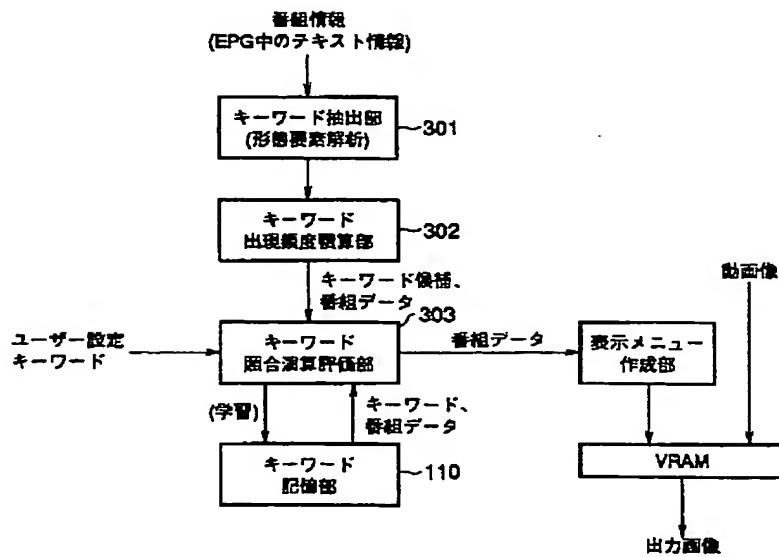 番組情報
(EPG中のテキスト情報)
キーワード抽出部
(形態要素解析)
301
キーワード
出現頻度積算部
302
キーワード候補、
番組データ
303
動画像
ユーザー設定
キーワード
キーワード
照合演算評価部
番組データ
表示メニュー
作成部
(学習)
キーワード、
番組データ
キーワード
記憶部
110
VRAM
出力画像